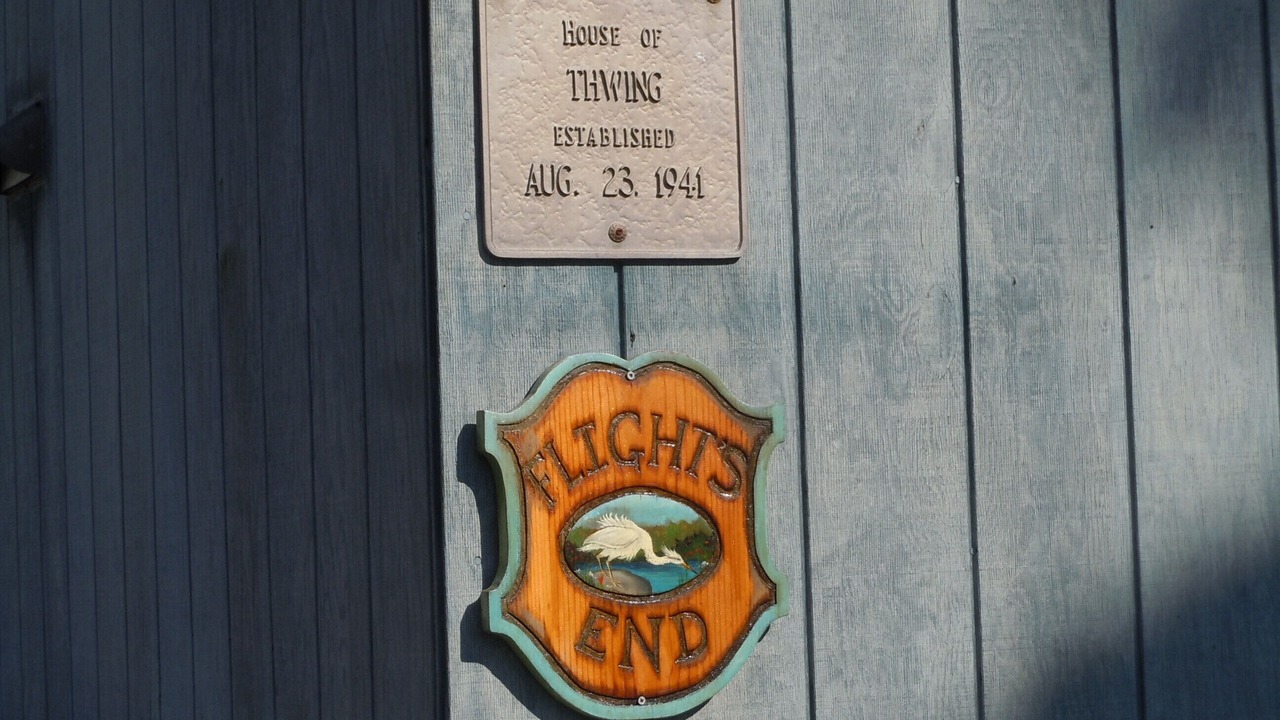 House of
THWING
ESTABLISHED
AUG. 23. 1941
FLIGHT'S
END